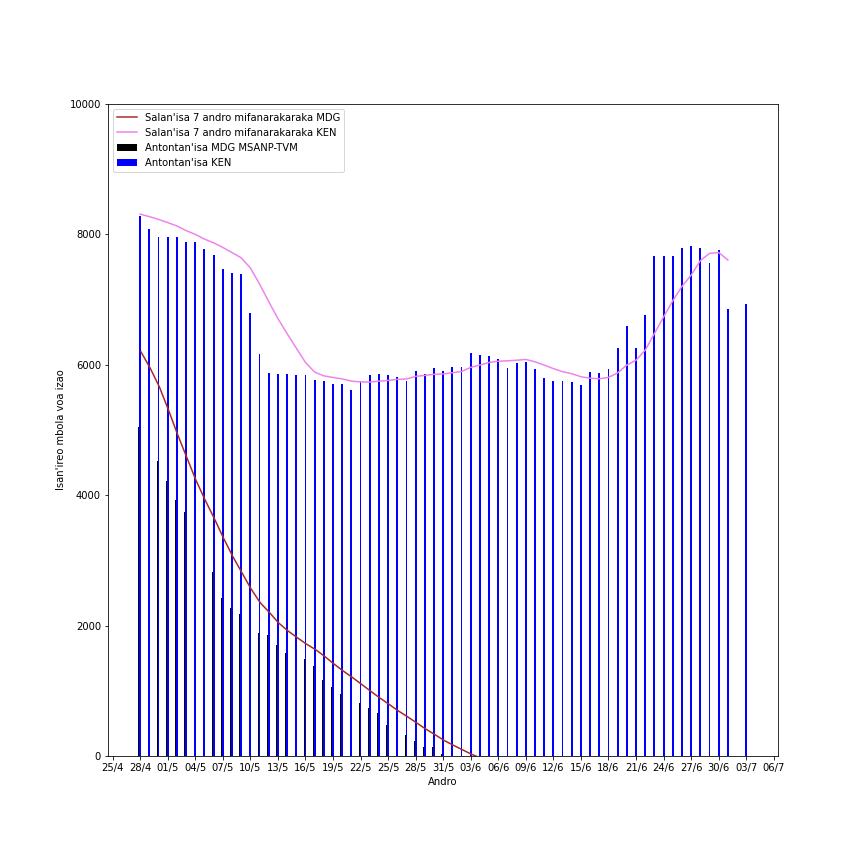 10000
Salan'isa 7 andro mifanarakaraka MDG
Salan'isa 7 andro mifanarakaraka KEN
Antontan'isa MDG MSANP-TVM
Antontan'isa KEN
8000
6000
4000
2000
0
Isan'ireo mbola voa izao
25/4 28/4 01/5 04/5 07/5 10/5 13/5 16/5 19/5 22/5 25/5 28/5 31/5 03/6 06/6 09/6 12/6 15/6 18/6 21/6 24/6 27/6 30/6 03/7 06/7
Andro